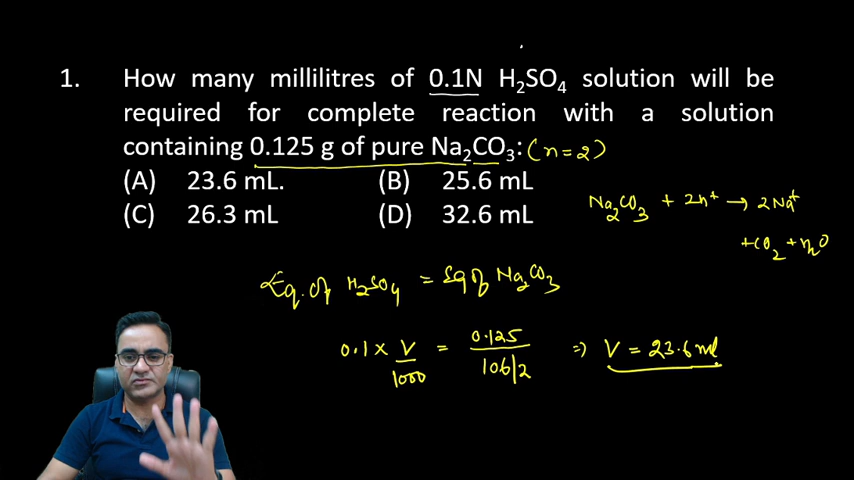 1. How many millilitres of 0.1N H₂SO₄ solution will be
required for complete reaction with a solution
containing 0.125 g of pure Na₂CO₃: (n=2)
(A) 23.6 mL. (B) 25.6 mL
(C) 26.3 mL (D) 32.6 mL
Na₂CO₃ + 2H⁺ → 2Na⁺
+CO₂ + H₂O
Eq. of H₂SO₄ = Eq of Na₂CO₃
0.1 × V/1000 = 0.125/106/2 ⇒ V = 23.6 ml